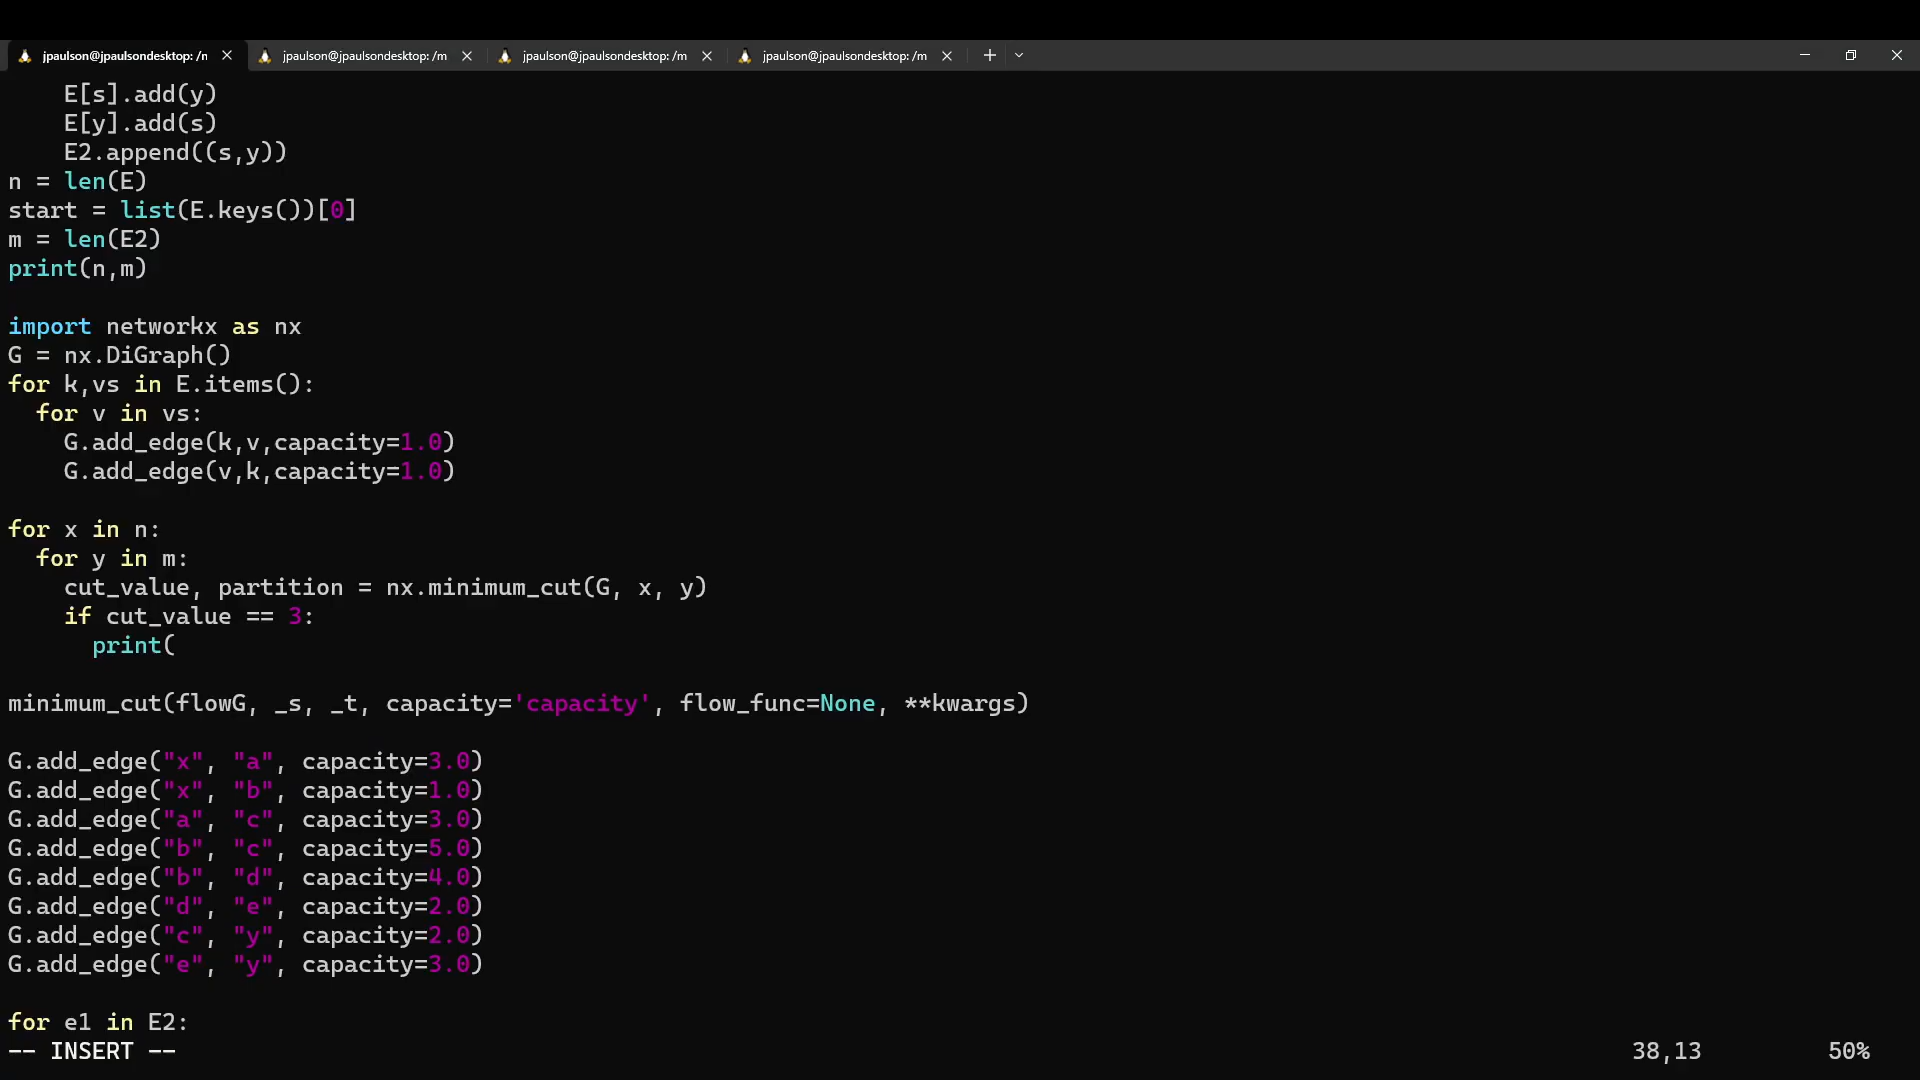 jpaulson@jpaulsondesktop: /n jpaulson@jpaulsondesktop: /m jpaulson@jpaulsondesktop: /m jpaulson@jpaulsondesktop: /m
    E[s].add(y)
    E[y].add(s)
    E2.append((s,y))
n = len(E)
start = list(E.keys())[0]
m = len(E2)
print(n,m)

import networkx as nx
G = nx.DiGraph()
for k,vs in E.items():
  for v in vs:
    G.add_edge(k,v,capacity=1.0)
    G.add_edge(v,k,capacity=1.0)

for x in n:
  for y in m:
    cut_value, partition = nx.minimum_cut(G, x, y)
    if cut_value == 3:
      print(

minimum_cut(flowG, _s, _t, capacity='capacity', flow_func=None, **kwargs)

G.add_edge("x", "a", capacity=3.0)
G.add_edge("x", "b", capacity=1.0)
G.add_edge("a", "c", capacity=3.0)
G.add_edge("b", "c", capacity=5.0)
G.add_edge("b", "d", capacity=4.0)
G.add_edge("d", "e", capacity=2.0)
G.add_edge("c", "y", capacity=2.0)
G.add_edge("e", "y", capacity=3.0)

for e1 in E2:
-- INSERT -- 38,13 50%